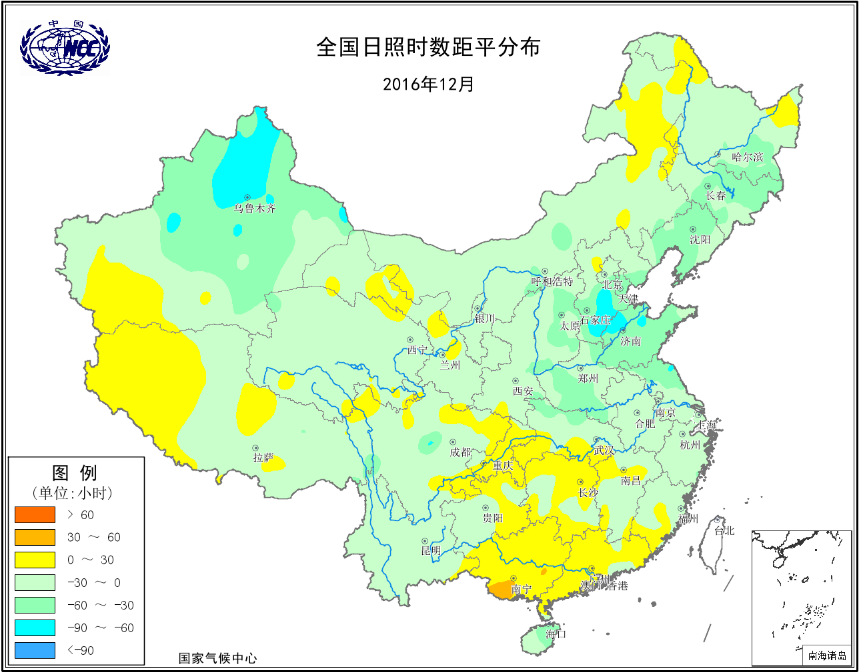 中 国
NCC
全国日照时数距平分布
2016年12月
哈尔滨
长春
乌鲁木齐
沈阳
呼和浩特
北京
天津
银川
太原
石家庄
济南
西宁
兰州
郑州
西安
南京
合肥
上海
拉萨
成都
武汉
杭州
重庆
南昌
长沙
贵阳
福州
台北
昆明
广州
南宁
澳门
香港
海口
图 例
(单位:小时)
> 60
30 ～ 60
0 ～ 30
-30 ～ 0
-60 ～ -30
-90 ～ -60
<-90
南海诸岛
国家气候中心